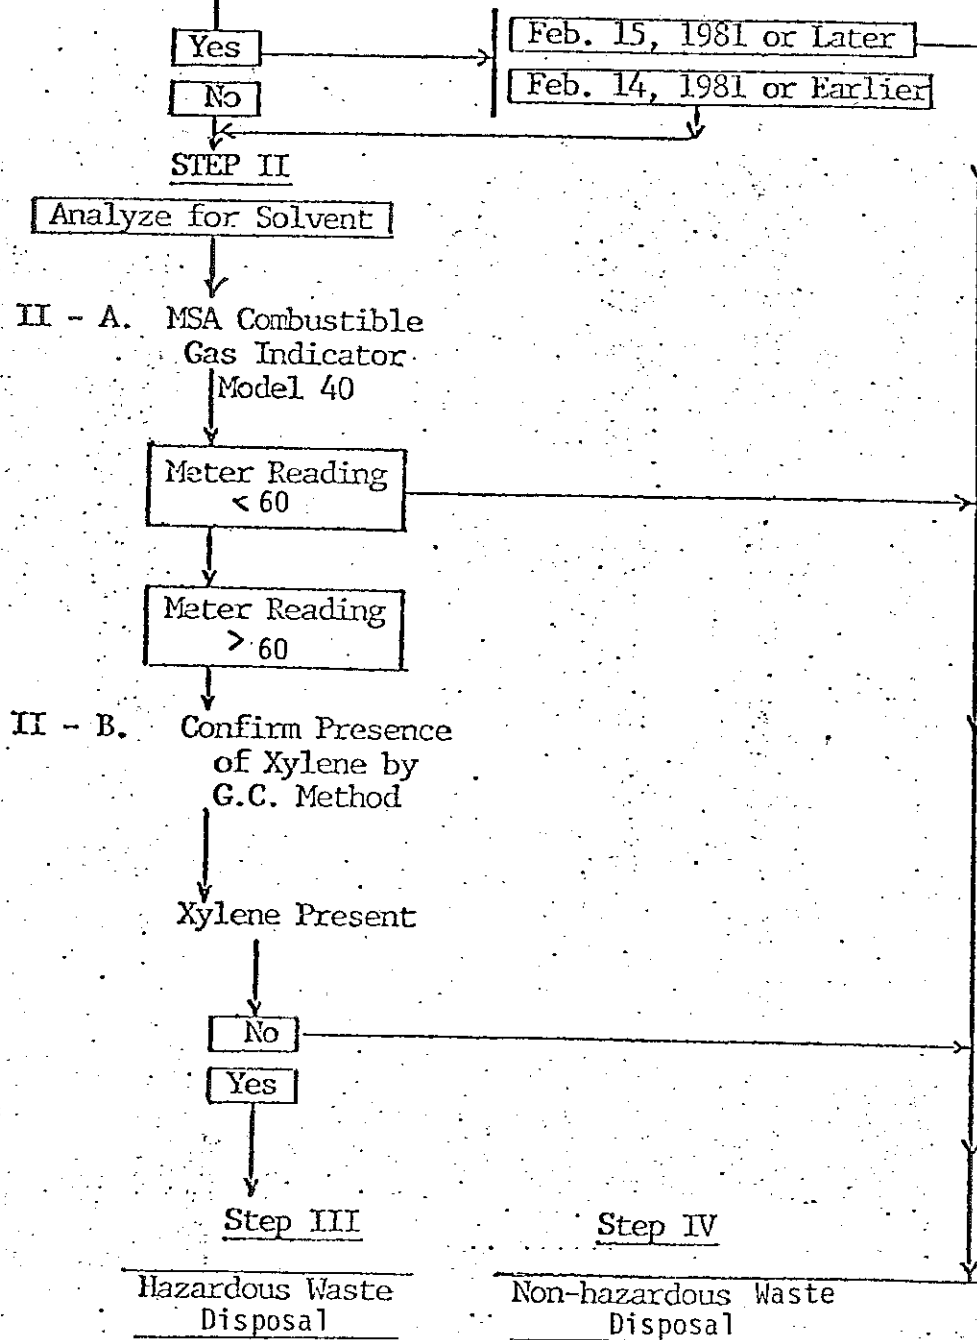 Yes
Feb. 15, 1981 or Later
No
Feb. 14, 1981 or Earlier
STEP II
Analyze for Solvent
II - A. MSA Combustible
Gas Indicator
Model 40
Meter Reading
< 60
Meter Reading
> 60
II - B. Confirm Presence
of Xylene by
G.C. Method
Xylene Present
No
Yes
Step III
Step IV
Hazardous Waste
Disposal
Non-hazardous Waste
Disposal